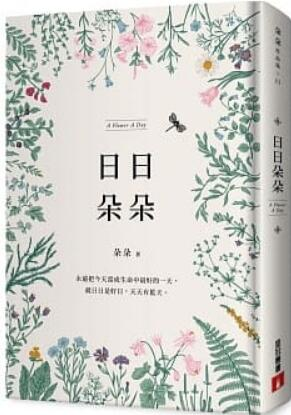 A Flower A Day
日日
朵朵
朵朵 著
永遠把今天當成生命中最好的一天，
就日日是好日，天天有藍天。
日日朵朵
A Flower A Day